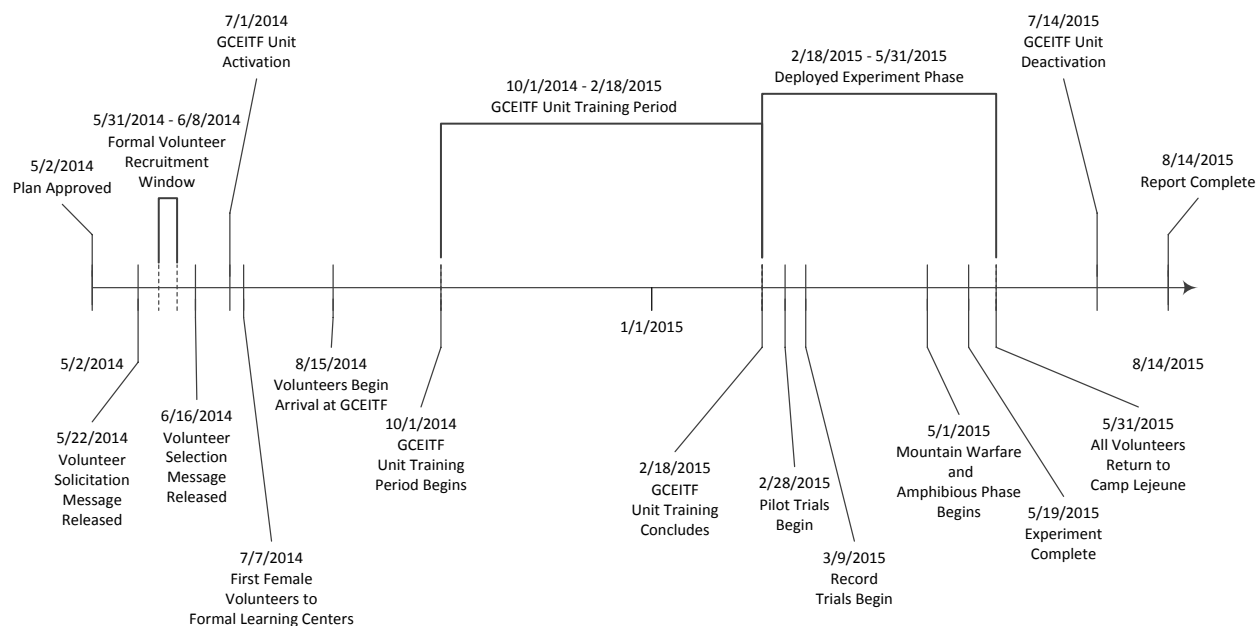 7/1/2014
GCEITF Unit
Activation
7/14/2015
GCEITF Unit
Deactivation
2/18/2015 - 5/31/2015
Deployed Experiment Phase
10/1/2014 - 2/18/2015
GCEITF Unit Training Period
5/31/2014 - 6/8/2014
Formal Volunteer
Recruitment
Window
5/2/2014
Plan Approved
8/14/2015
Report Complete
1/1/2015
5/2/2014
8/14/2015
5/22/2014
Volunteer
Solicitation
Message
Released
6/16/2014
Volunteer
Selection
Message
Released
7/7/2014
First Female
Volunteers to
Formal Learning Centers
8/15/2014
Volunteers Begin
Arrival at GCEITF
10/1/2014
GCEITF
Unit Training
Period Begins
2/18/2015
GCEITF
Unit Training
Concludes
2/28/2015
Pilot Trials
Begin
3/9/2015
Record
Trials Begin
5/1/2015
Mountain Warfare
and
Amphibious Phase
Begins
5/19/2015
Experiment
Complete
5/31/2015
All Volunteers
Return to
Camp Lejeune